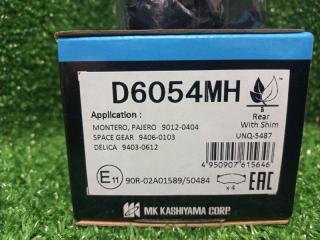 D6054MH
B
Application :
Rear
With Shim
MONTERO, PAJERO 9012-0404
SPACE GEAR 9406-0103
UNQ-5487
DELICA 9403-0612
4 950907 615646
E11
90R-02A01589/50484
x 4
EAC
MK KASHIYAMA CORP.